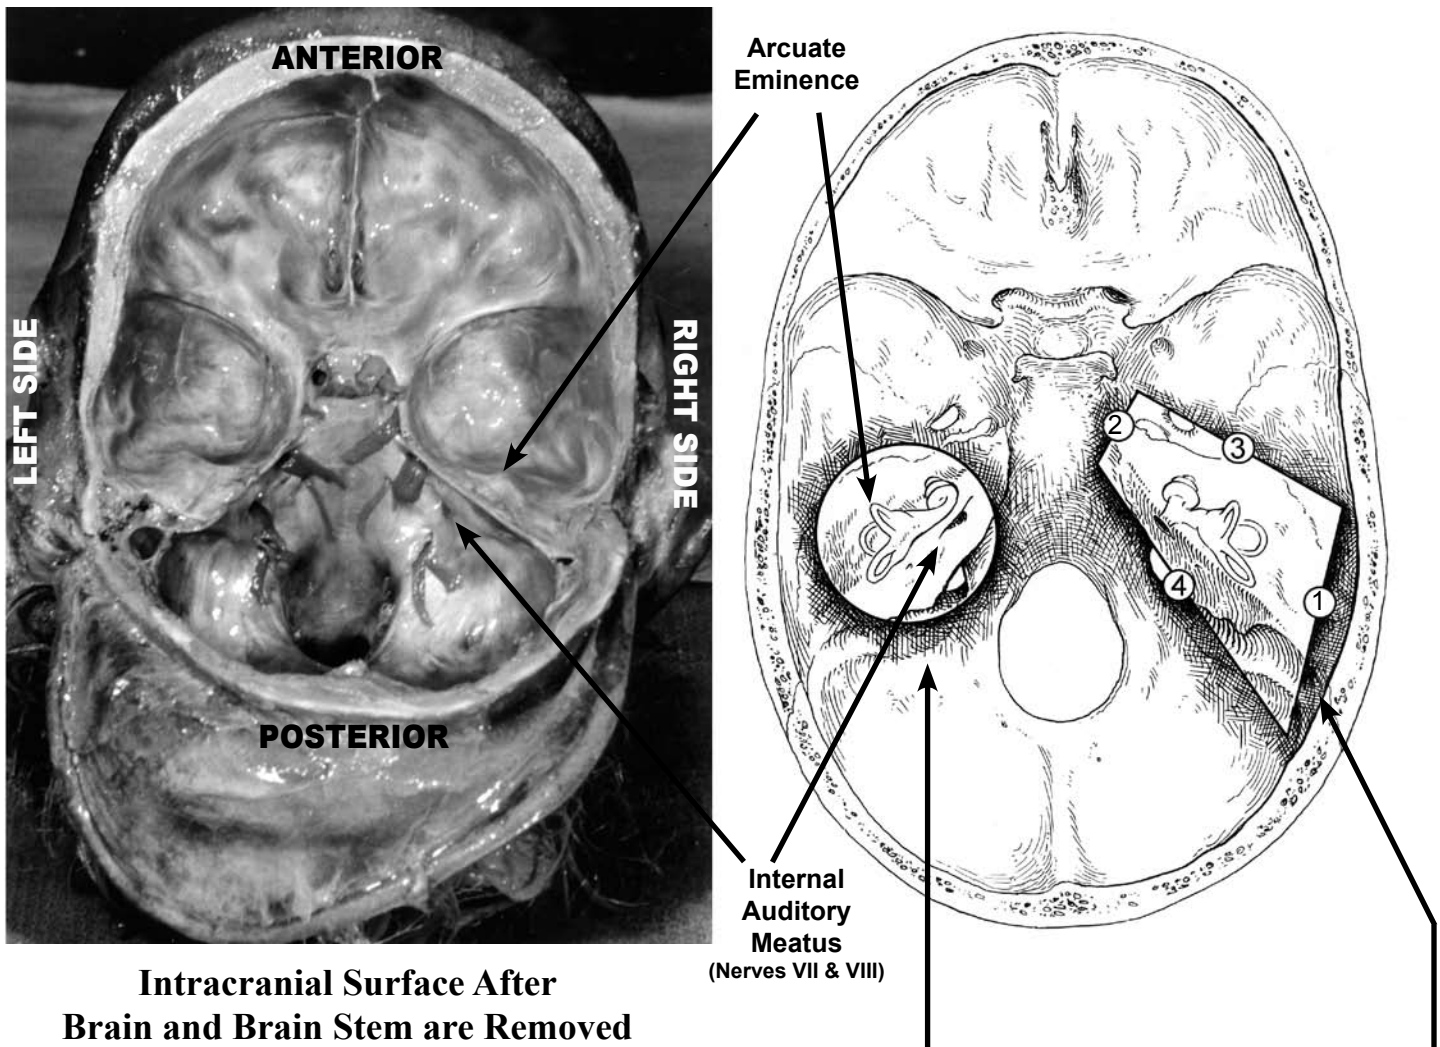 ANTERIOR
LEFT SIDE
RIGHT SIDE
POSTERIOR
Intracranial Surface After
Brain and Brain Stem are Removed
Arcuate
Eminence
Internal
Auditory
Meatus
(Nerves VII & VIII)
2
3
4
1